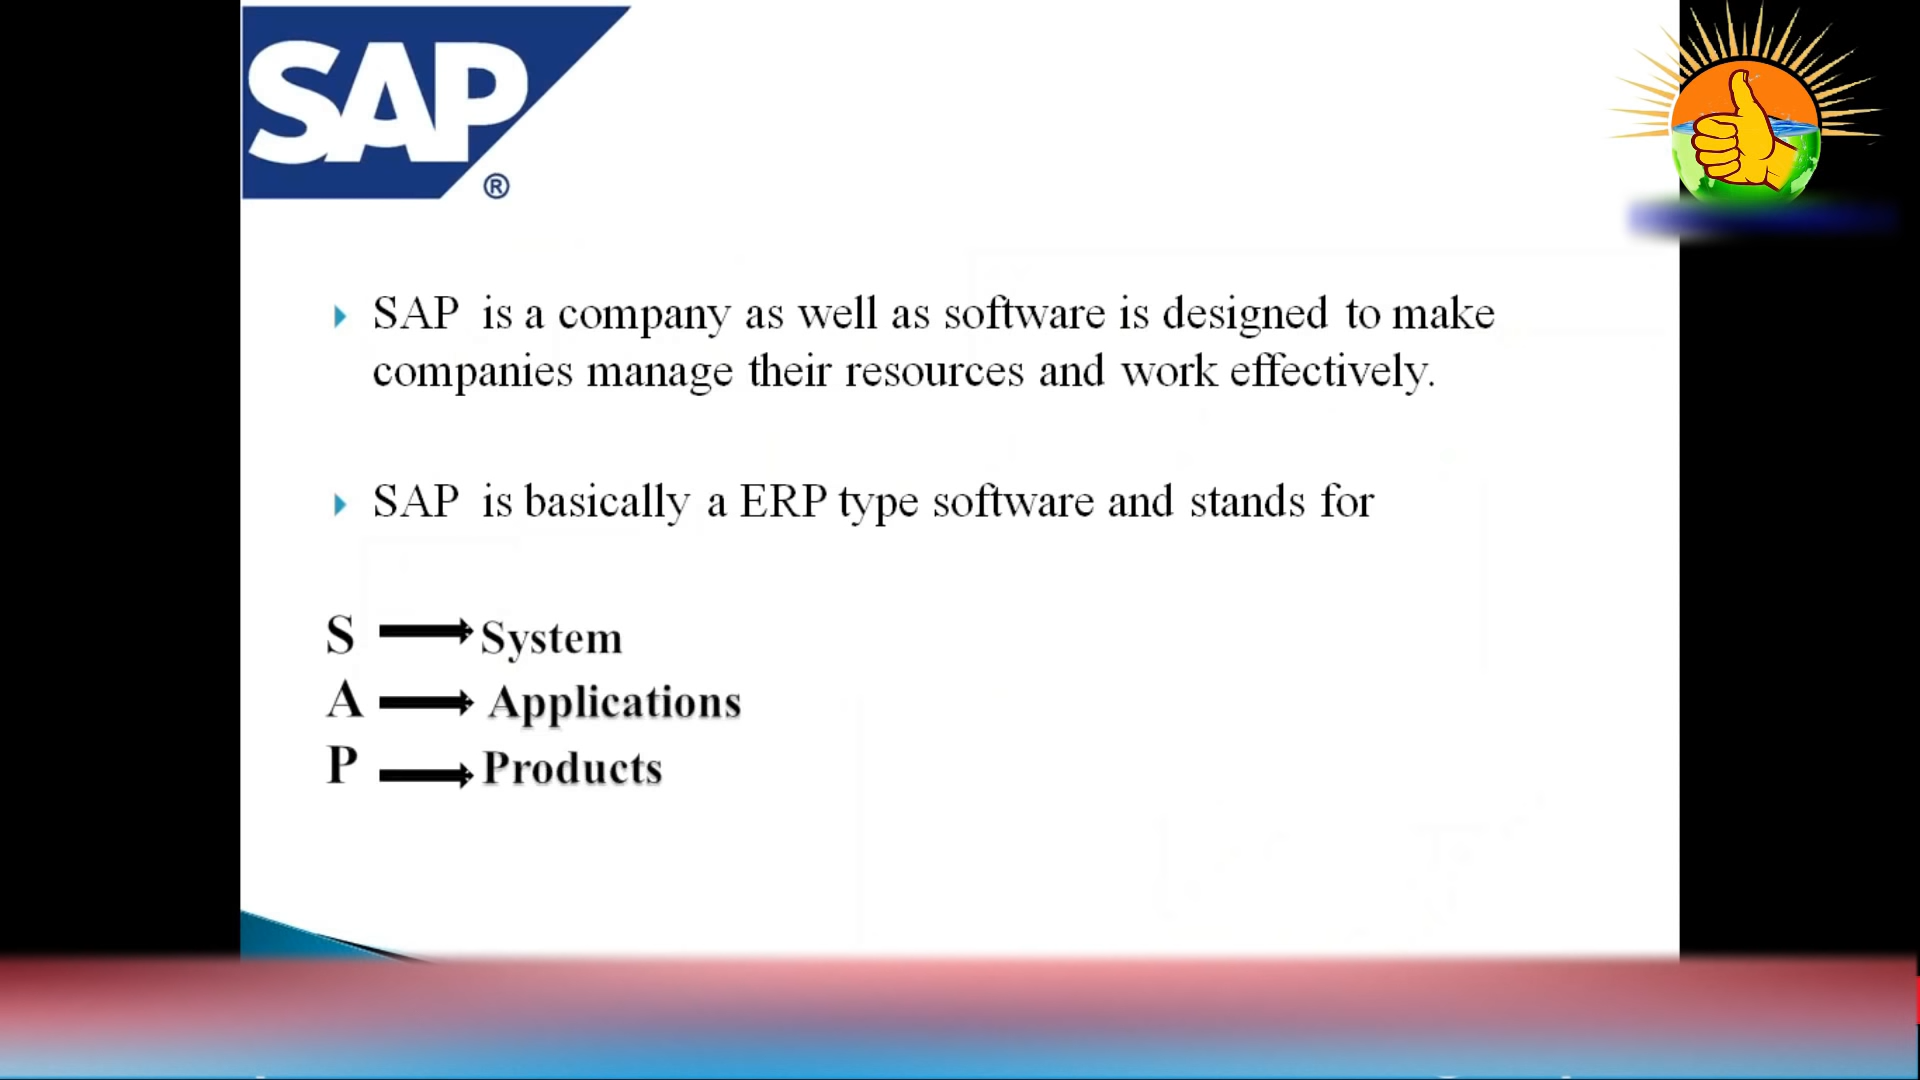 SAP
®
SAP is a company as well as software is designed to make
companies manage their resources and work effectively.
SAP is basically a ERP type software and stands for
S System
A Applications
P Products